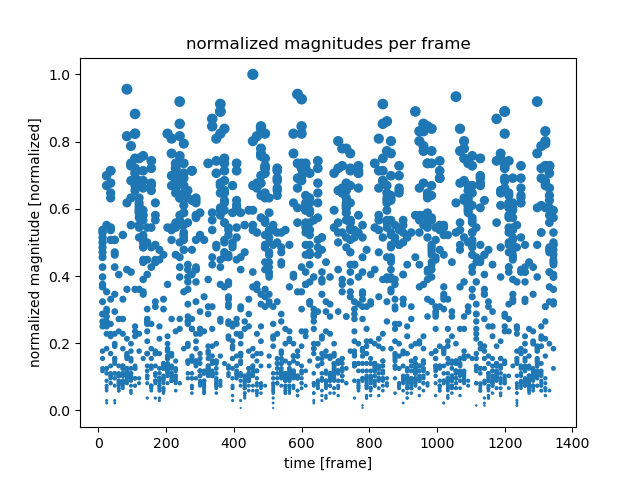 normalized magnitudes per frame
normalized magnitude [normalized]
1.0
0.8
0.6
0.4
0.2
0.0
0 200 400 600 800 1000 1200 1400
time [frame]